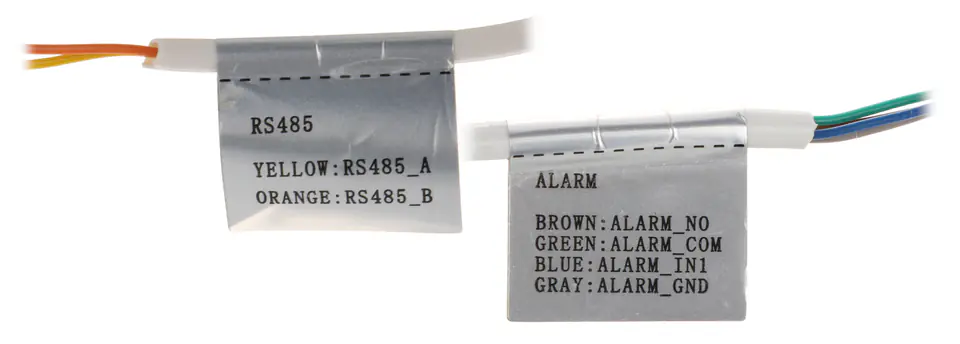 RS485
YELLOW:RS485_A
ORANGE:RS485_B
ALARM
BROWN:ALARM_NO
GREEN:ALARM_COM
BLUE:ALARM_IN1
GRAY:ALARM_GND